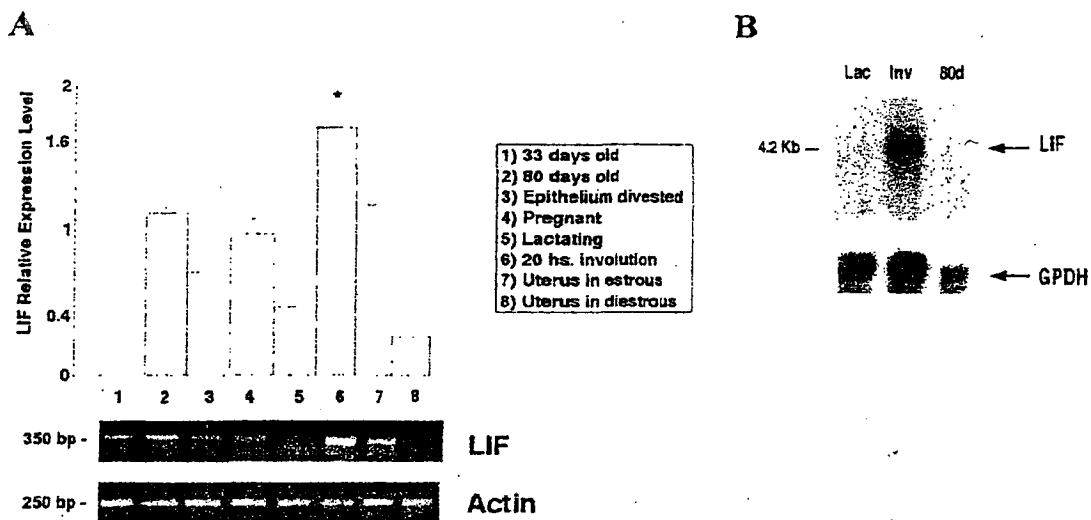 A
LIF Relative Expression Level
2
1.6
1
0.4
0
*
1 2 3 4 5 6 7 8
1) 33 days old
2) 80 days old
3) Epithelium divested
4) Pregnant
5) Lactating
6) 20 hs. involution
7) Uterus in estrous
8) Uterus in diestrous
350 bp -
LIF
250 bp -
Actin
B
Lac Inv 80d
4.2 Kb –
LIF
GPDH